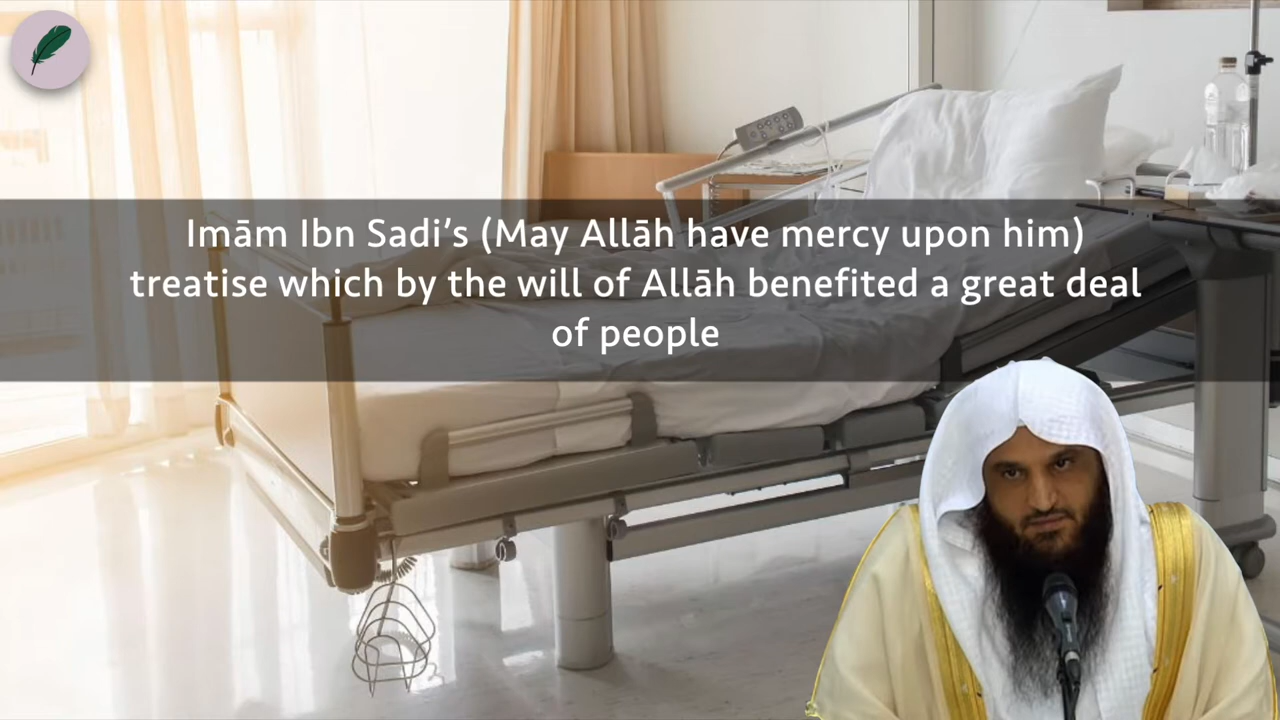 Imām Ibn Sadi’s (May Allāh have mercy upon him)
treatise which by the will of Allāh benefited a great deal
of people